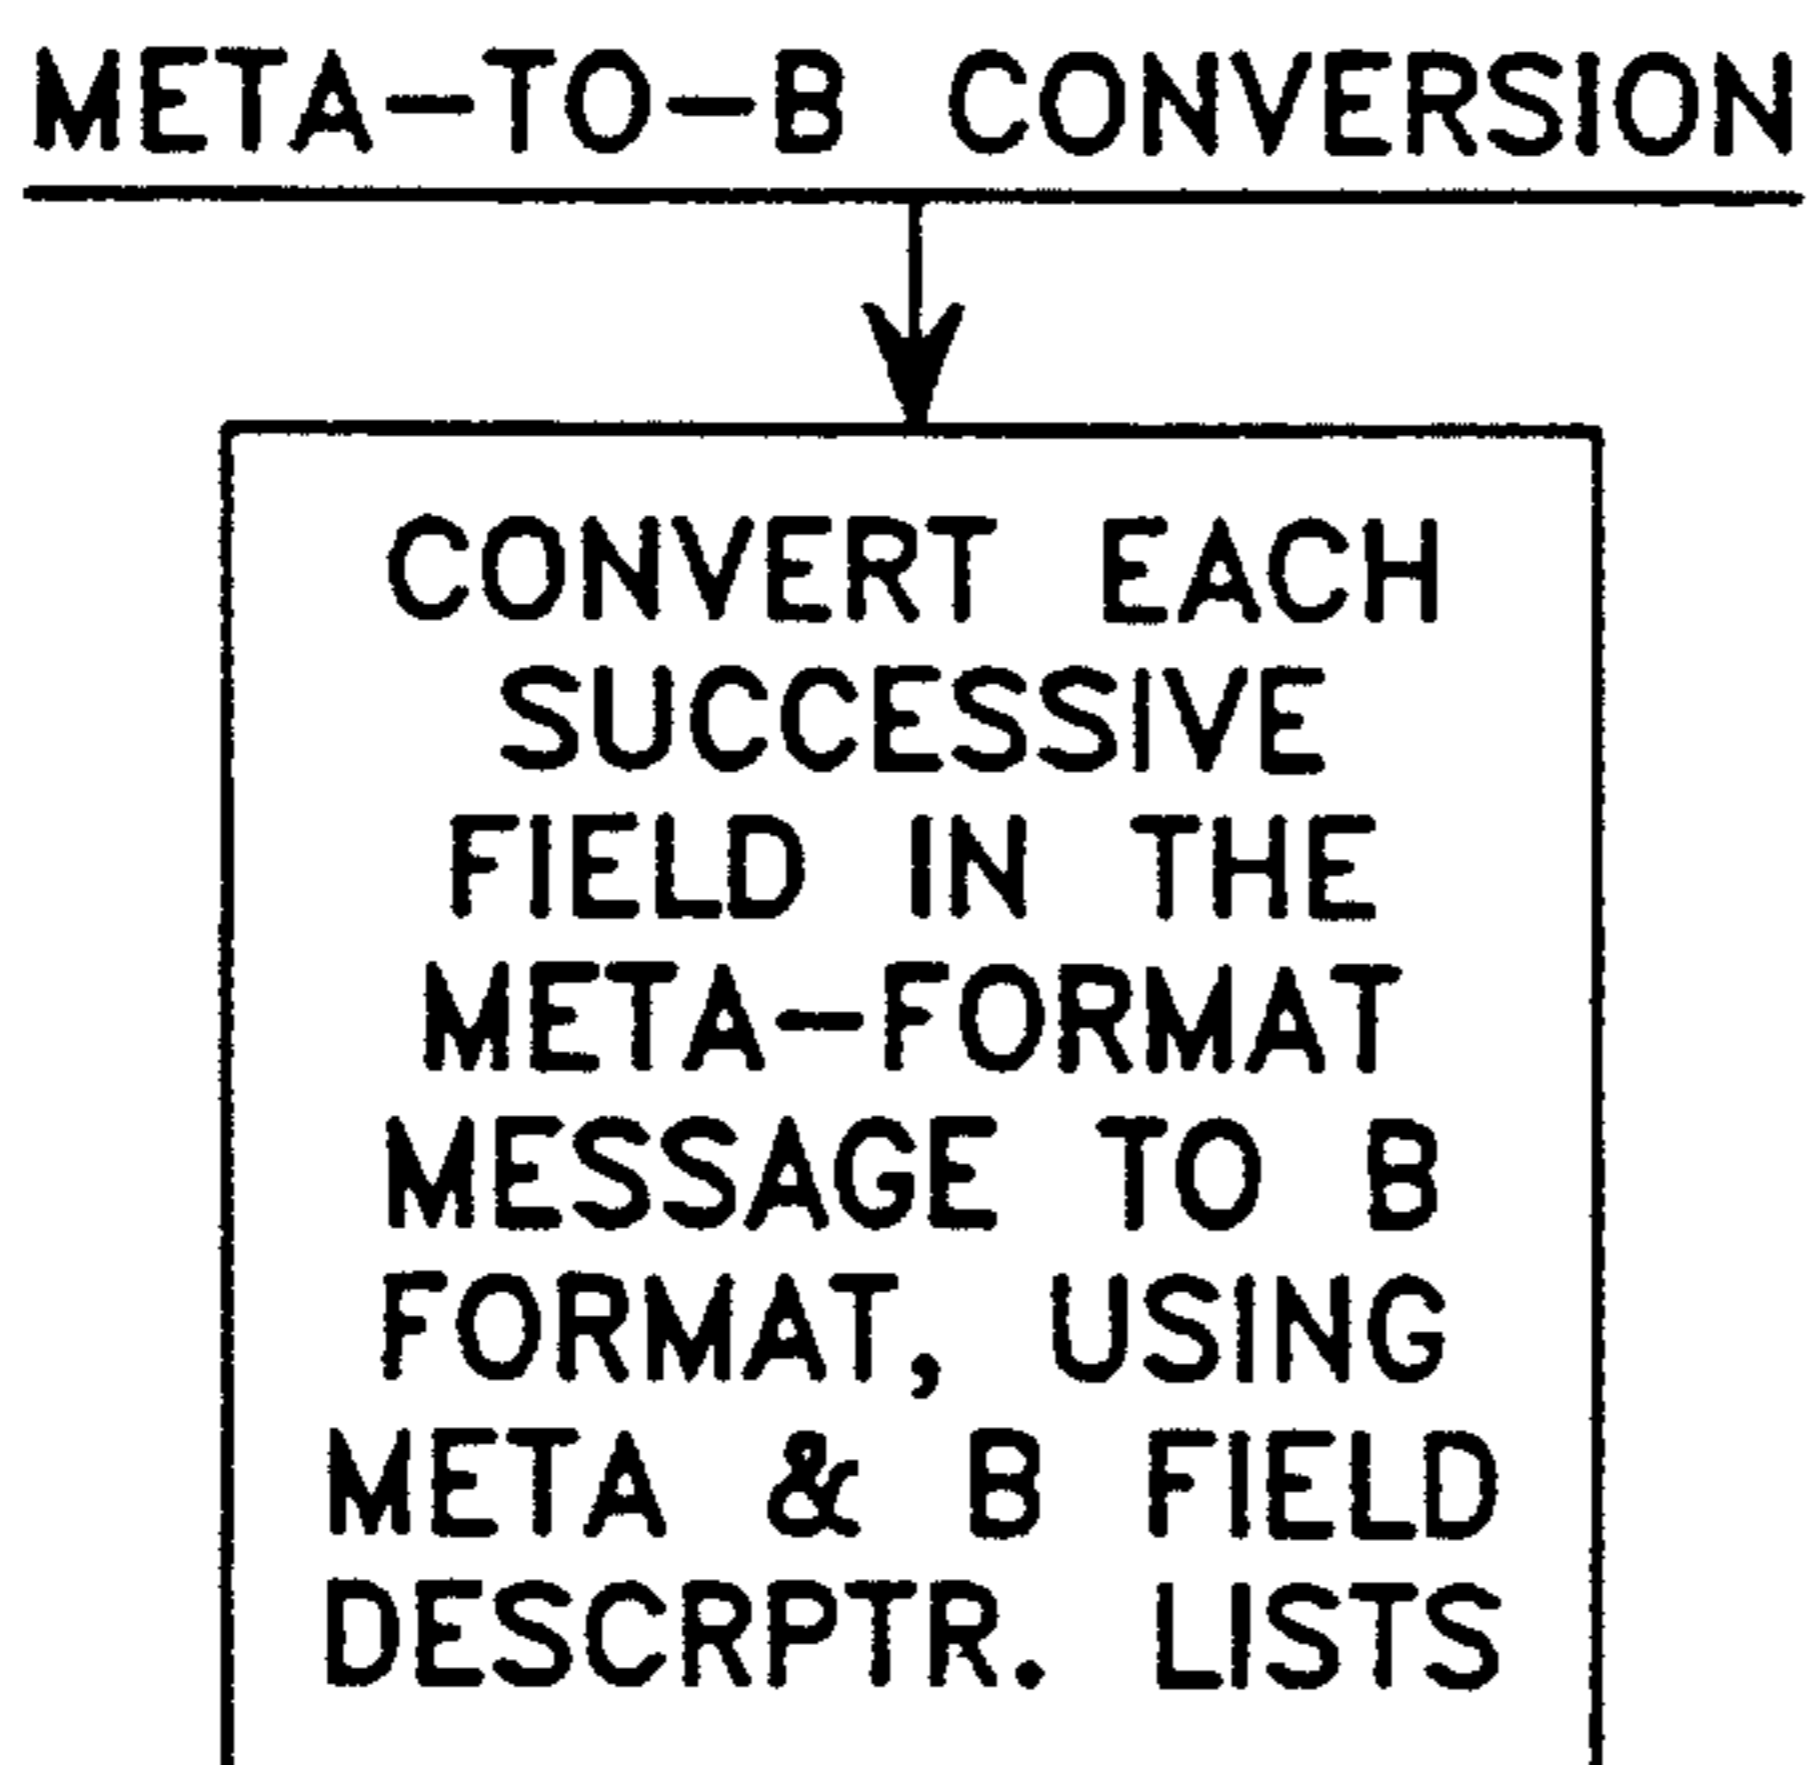 META-TO-B CONVERSION
CONVERT EACH
SUCCESSIVE
FIELD IN THE
META-FORMAT
MESSAGE TO B
FORMAT, USING
META & B FIELD
DESCRPTR. LISTS